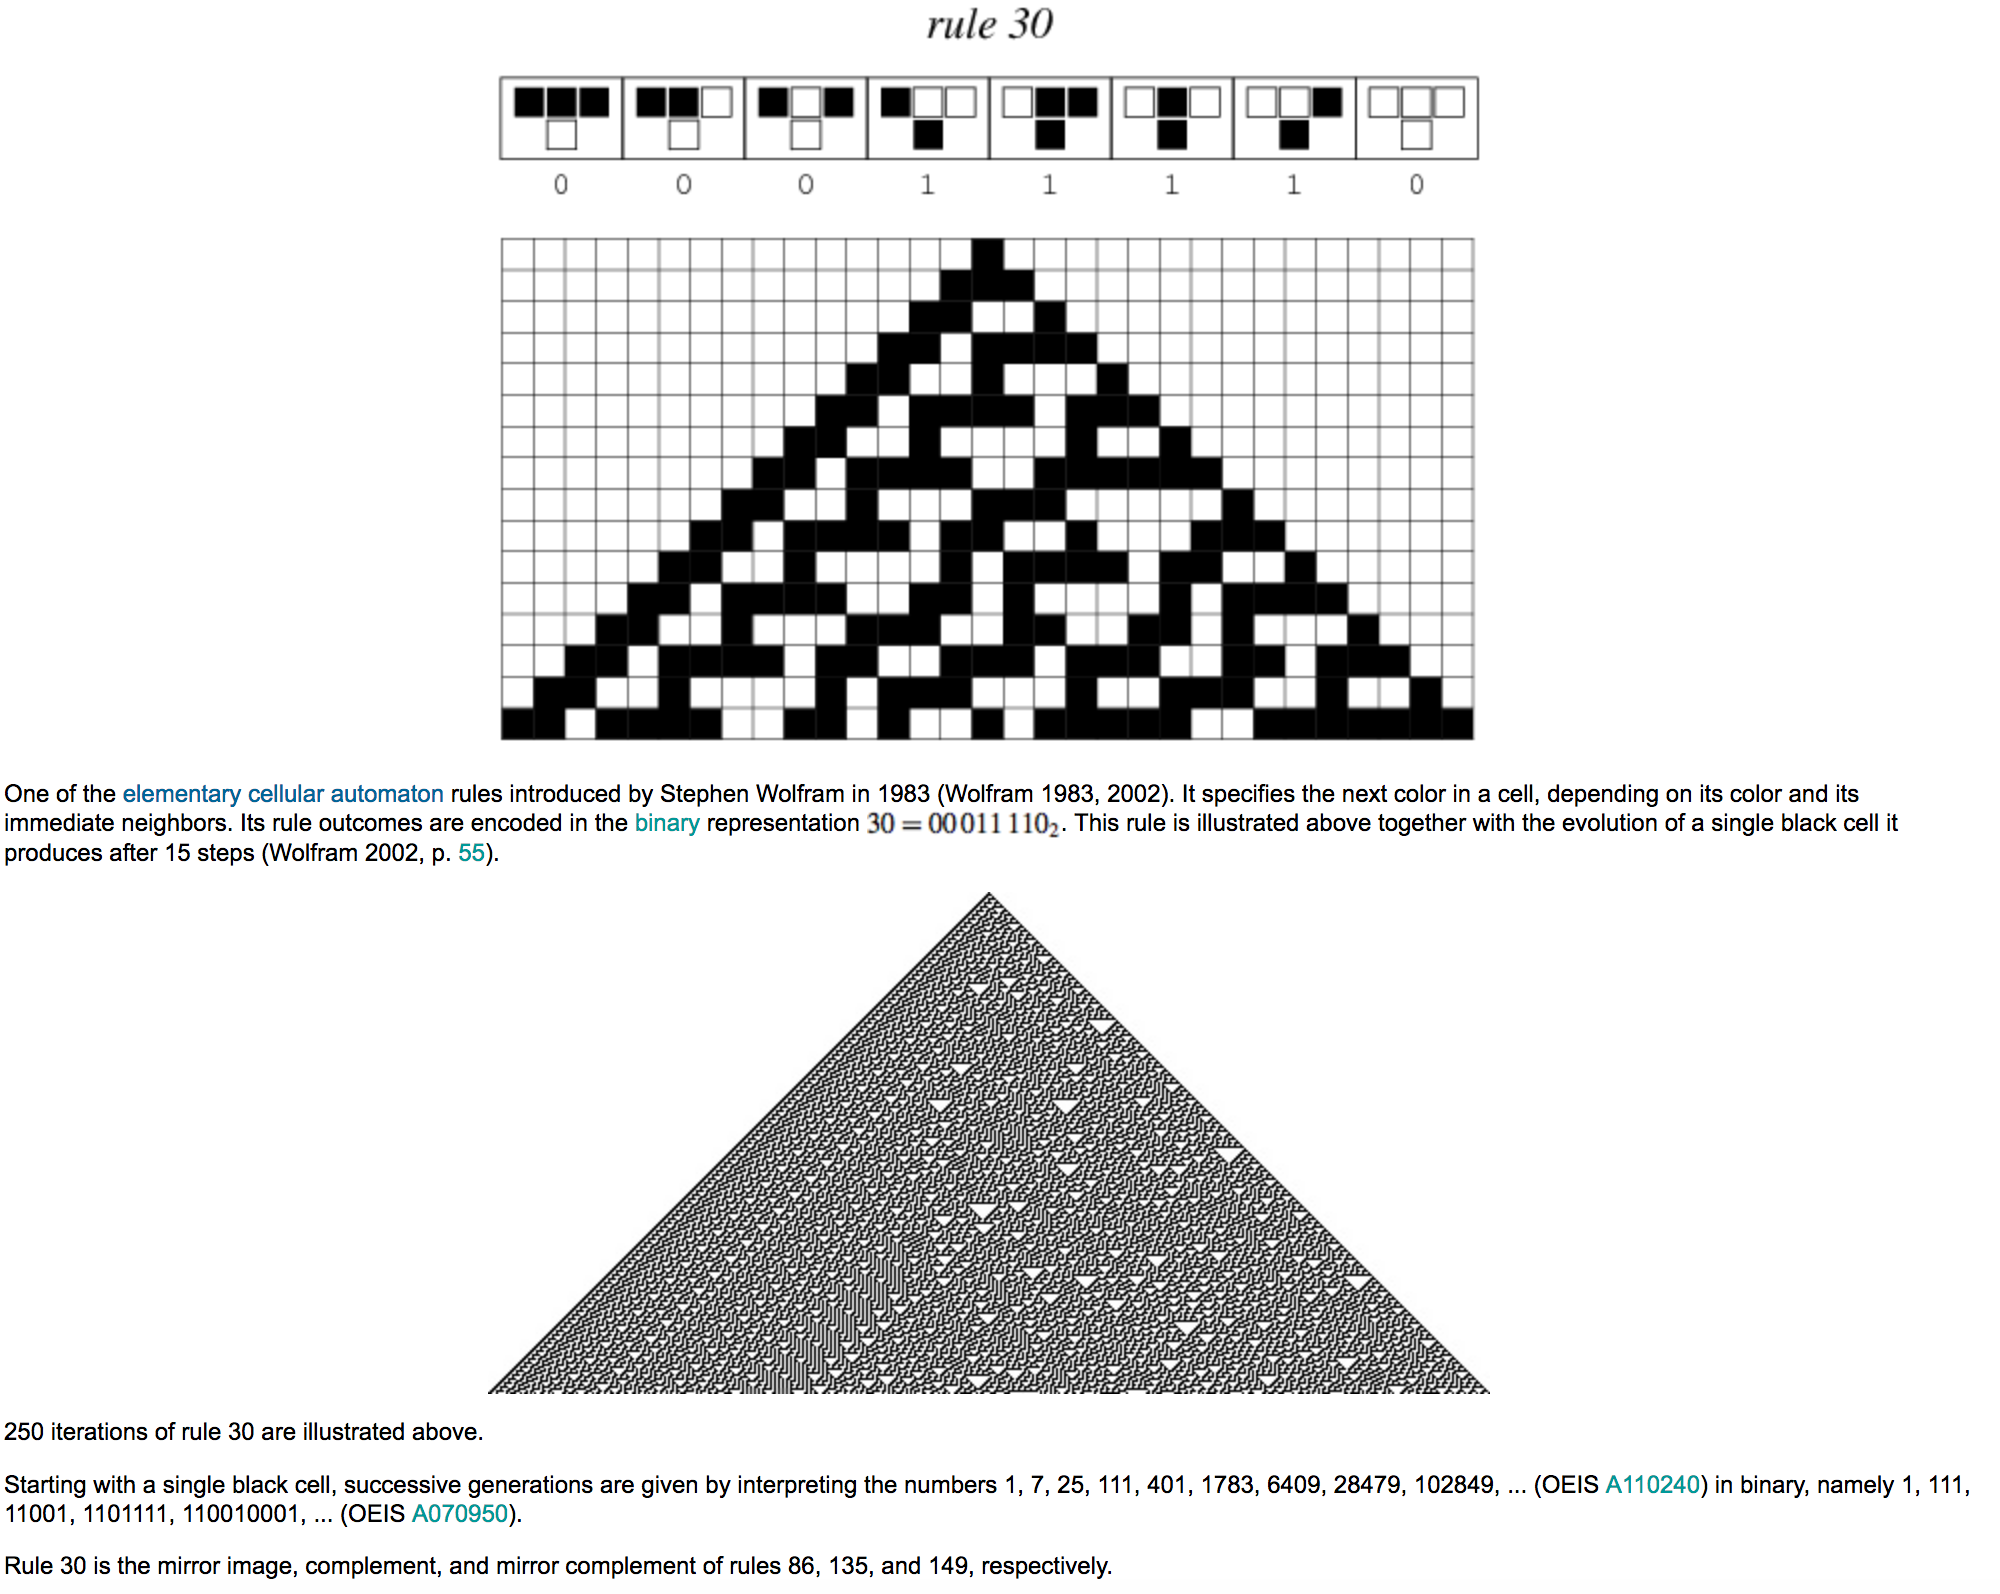 rule 30
0 0 0 1 1 1 1 0
One of the elementary cellular automaton rules introduced by Stephen Wolfram in 1983 (Wolfram 1983, 2002). It specifies the next color in a cell, depending on its color and its
immediate neighbors. Its rule outcomes are encoded in the binary representation 30 = 00011110₂. This rule is illustrated above together with the evolution of a single black cell it
produces after 15 steps (Wolfram 2002, p. 55).
250 iterations of rule 30 are illustrated above.
Starting with a single black cell, successive generations are given by interpreting the numbers 1, 7, 25, 111, 401, 1783, 6409, 28479, 102849, ... (OEIS A110240) in binary, namely 1, 111,
11001, 1101111, 110010001, ... (OEIS A070950).
Rule 30 is the mirror image, complement, and mirror complement of rules 86, 135, and 149, respectively.